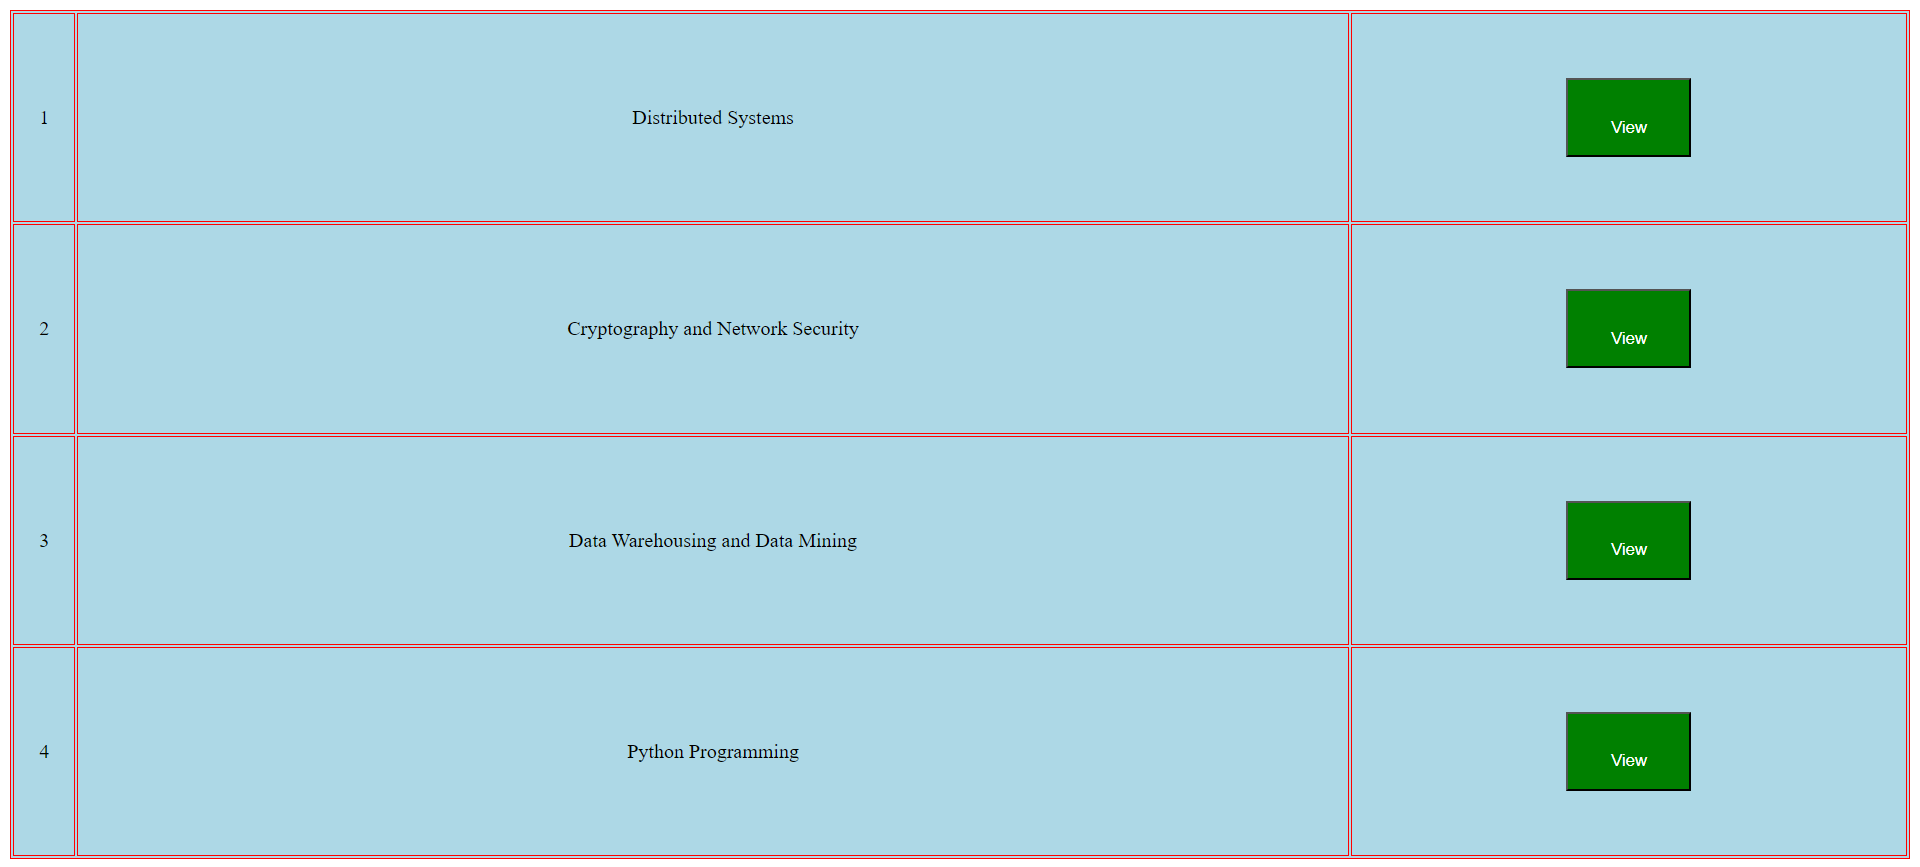 1 Distributed Systems View
2 Cryptography and Network Security View
3 Data Warehousing and Data Mining View
4 Python Programming View